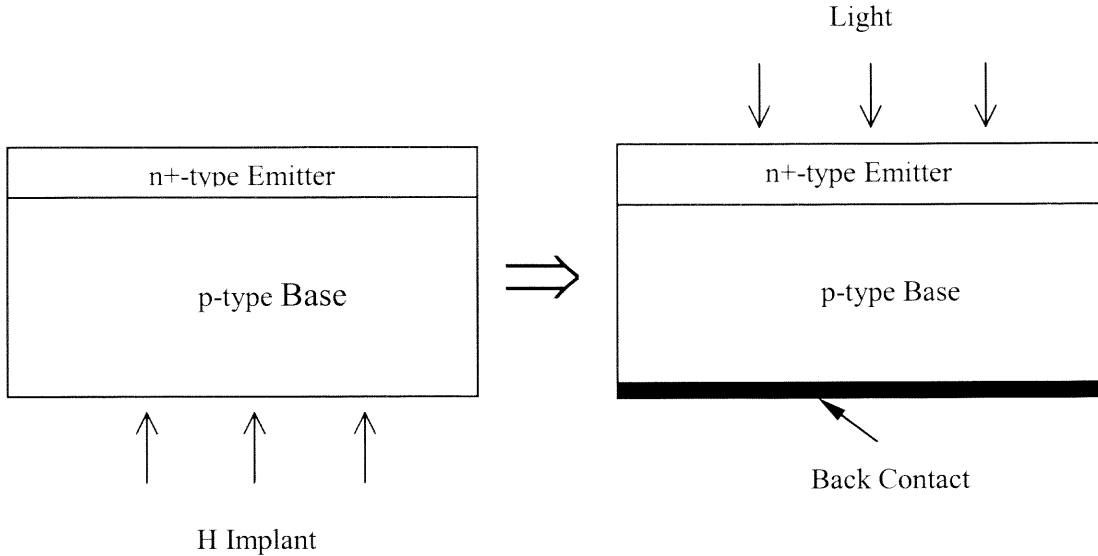 Light
n+-type Emitter
n+-type Emitter
p-type Base
p-type Base
Back Contact
H Implant